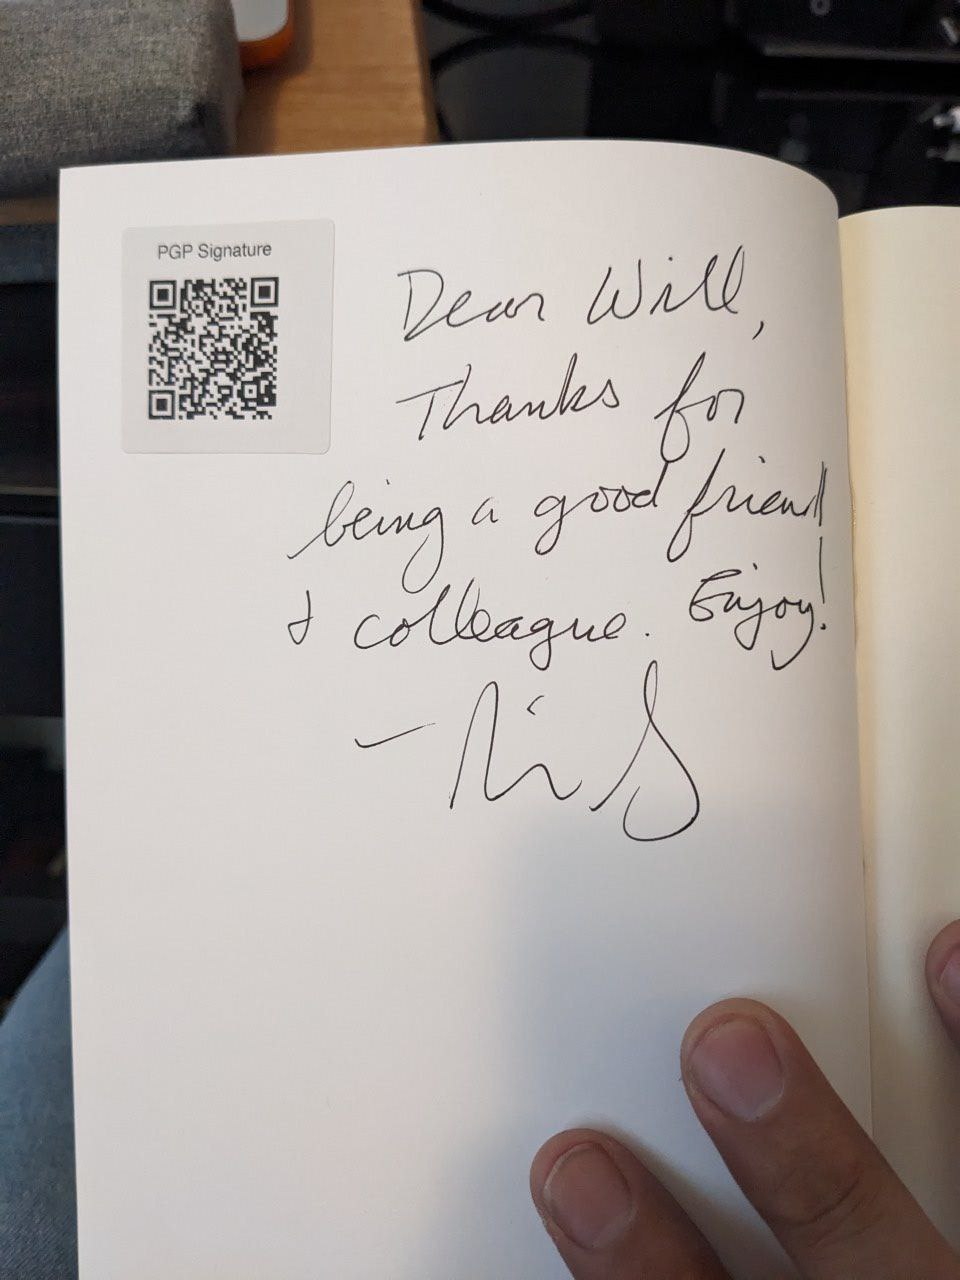 PGP Signature
Dear Will,
Thanks for
being a good friend
& colleague. Enjoy!